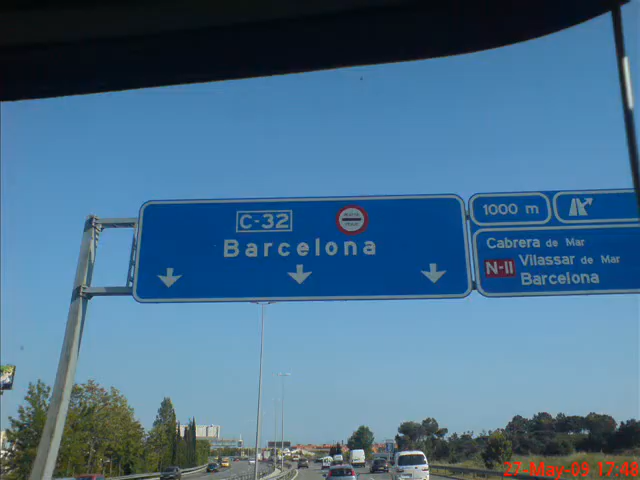 C-32
Barcelona
1000 m
Cabrera de Mar
N-II Vilassar de Mar
Barcelona
27-May-09 17:48